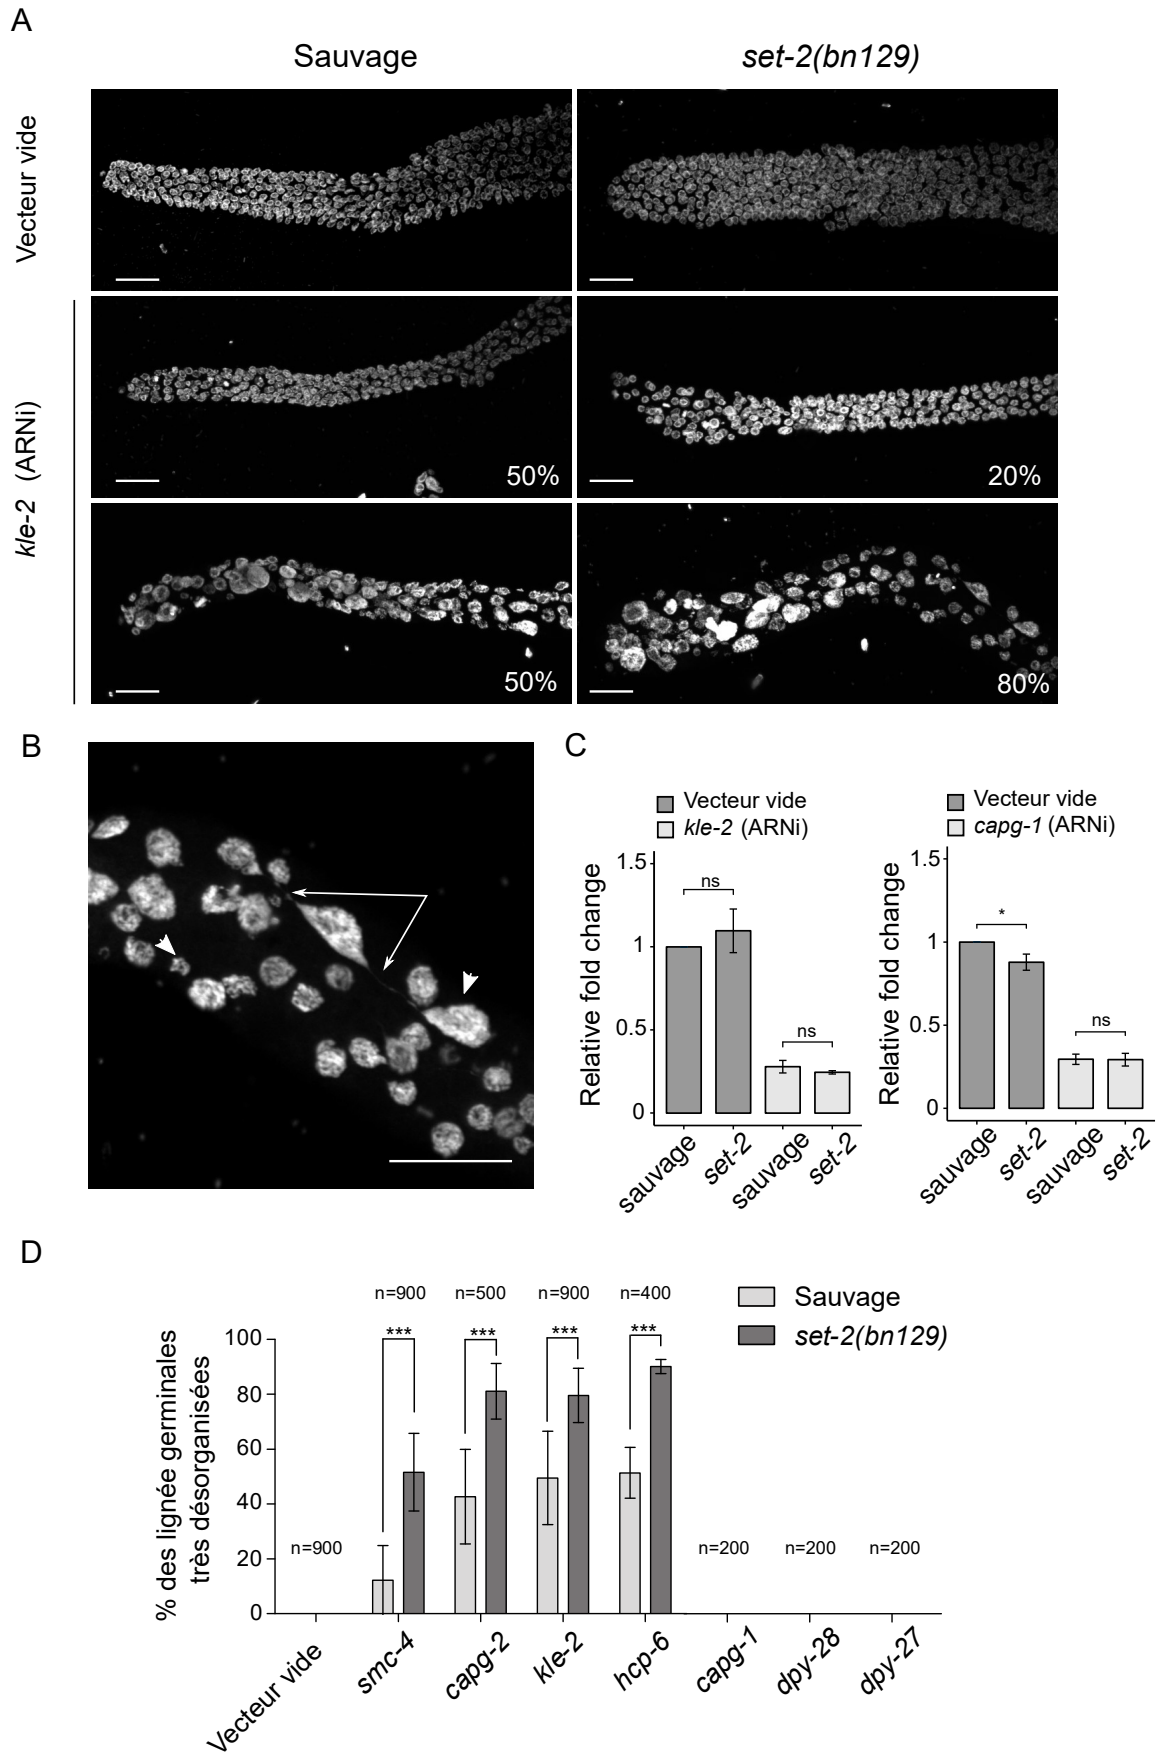 A
Sauvage
set-2(bn129)
Vecteur vide
kle-2 (ARNi)
50%
20%
50%
80%
B
C
Vecteur vide
kle-2 (ARNi)
Relative fold change
1.5
1
0.5
0
ns
ns
sauvage
set-2
sauvage
set-2
Vecteur vide
capg-1 (ARNi)
Relative fold change
1.5
1
0.5
0
*
ns
sauvage
set-2
sauvage
set-2
D
Sauvage
set-2(bn129)
% des lignée germinales
très désorganisées
100
80
60
40
20
0
n=900
n=900
n=500
n=900
n=400
n=200
n=200
n=200
***
***
***
***
Vecteur vide
smc-4
capg-2
kle-2
hcp-6
capg-1
dpy-28
dpy-27